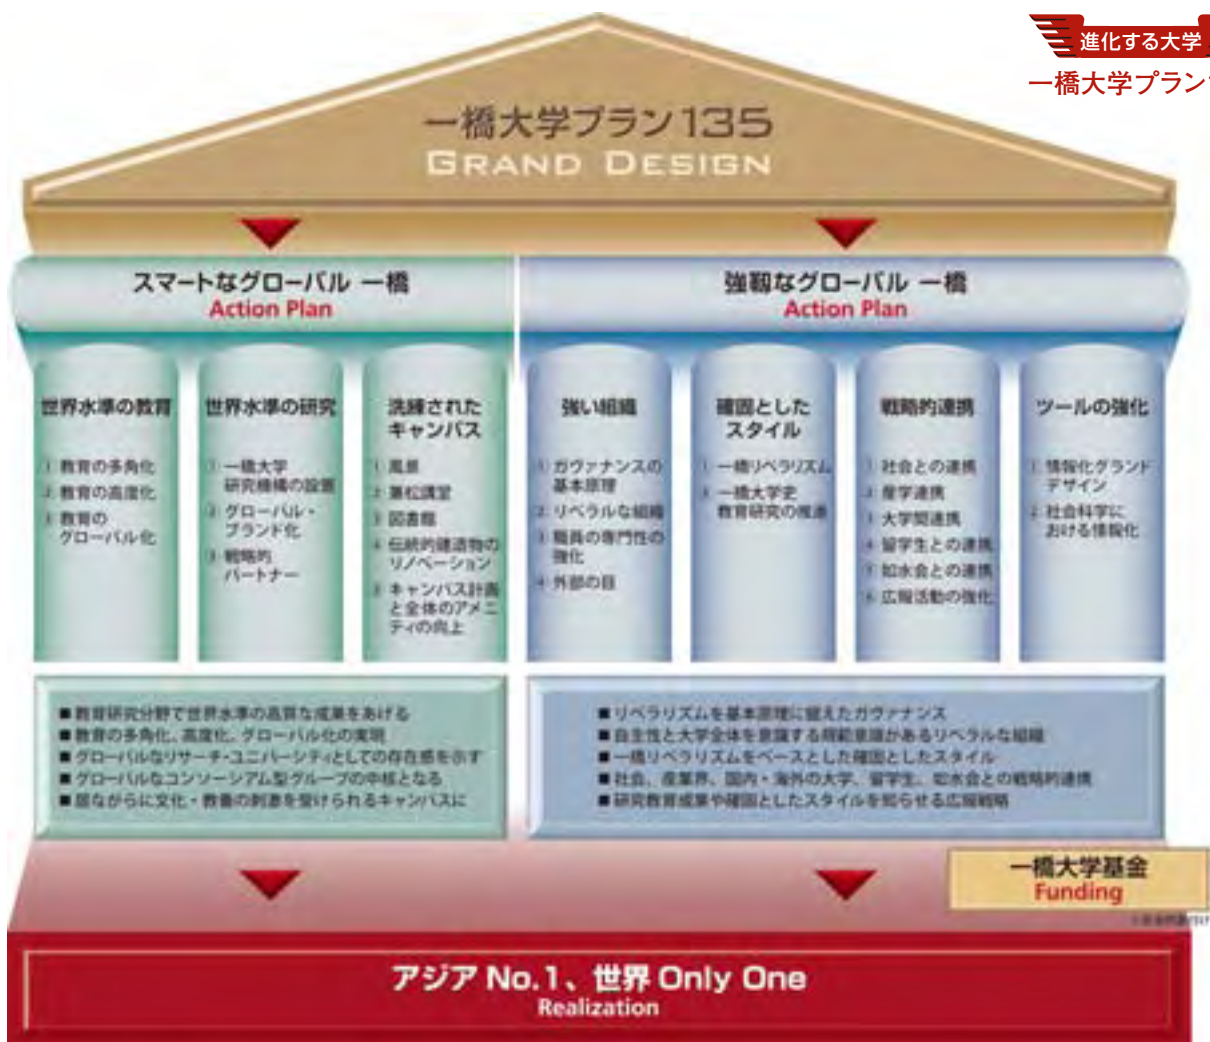 進化する大学
一橋大学プラン
一橋大学プラン135
GRAND DESIGN
スマートなグローバル 一橋
Action Plan
強靱なグローバル 一橋
Action Plan
世界水準の教育
① 教育の多角化
② 教育の高度化
③ 教育の
グローバル化
世界水準の研究
① 一橋大学
研究機構の設置
② グローバル・
ブランド化
③ 戦略的
パートナー
洗練された
キャンパス
① 風景
② 兼松講堂
③ 図書館
④ 伝統的建造物の
リノベーション
⑤ キャンパス計画
と全体のアメニ
ティの向上
強い組織
① ガヴァナンスの
基本原理
② リベラルな組織
③ 職員の専門性の
強化
④ 外部の目
確固とした
スタイル
① 一橋リベラリズム
② 一橋大学史
教育研究の推進
戦略的連携
① 社会との連携
② 産学連携
③ 大学間連携
④ 留学生との連携
⑤ 如水会との連携
⑥ 広報活動の強化
ツールの強化
① 情報化グランド
デザイン
② 社会科学に
おける情報化
■ 教育研究分野で世界水準の品質な成果をあげる
■ 教育の多角化、高度化、グローバル化の実現
■ グローバルなリサーチ・ユニバーシティとしての存在感を示す
■ グローバルなコンソーシアム型グループの中核となる
■ 居ながらに文化・教養の刺激を受けられるキャンパスに
■ リベラリズムを基本原理に据えたガヴァナンス
■ 自主性と大学全体を意識する規範意識があるリベラルな組織
■ 一橋リベラリズムをベースとした確固としたスタイル
■ 社会、産業界、国内・海外の大学、留学生、如水会との戦略的連携
■ 研究教育成果や確固としたスタイルを知らせる広報戦略
一橋大学基金
Funding
アジア No.1、世界 Only One
Realization